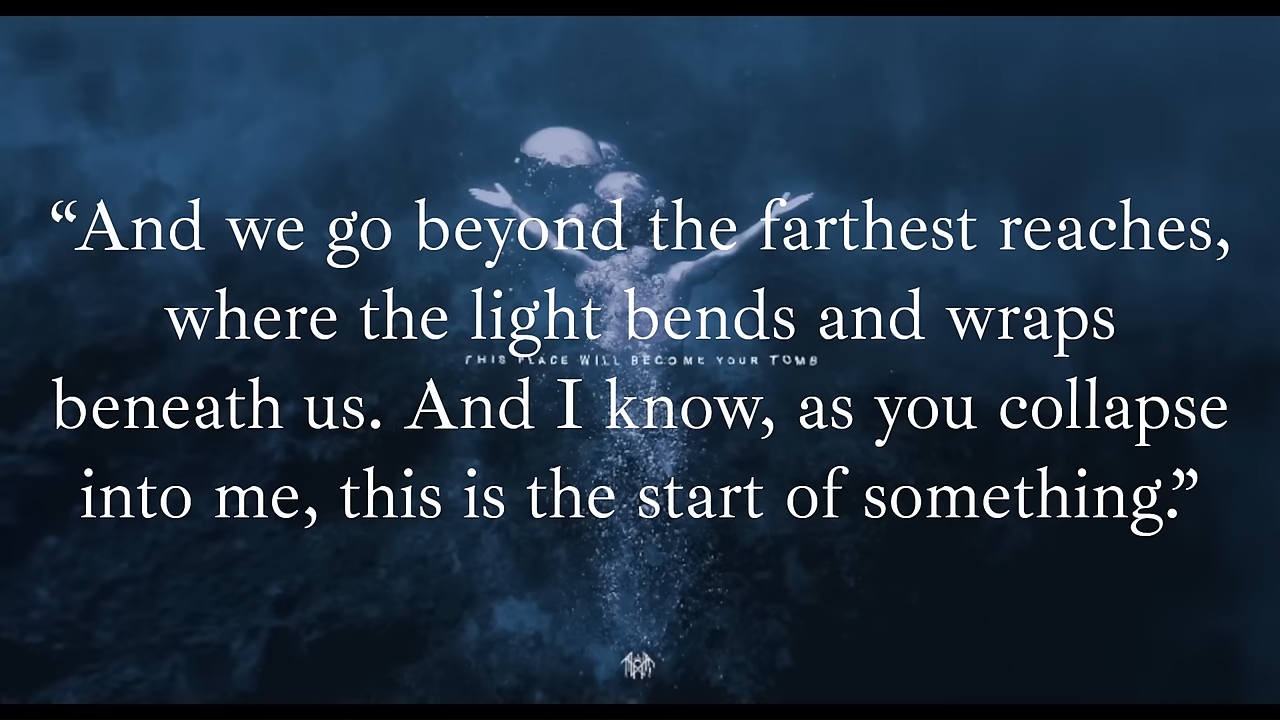 “And we go beyond the farthest reaches,
where the light bends and wraps
THIS PLACE WILL BECOME YOUR TOMB
beneath us. And I know, as you collapse
into me, this is the start of something.”